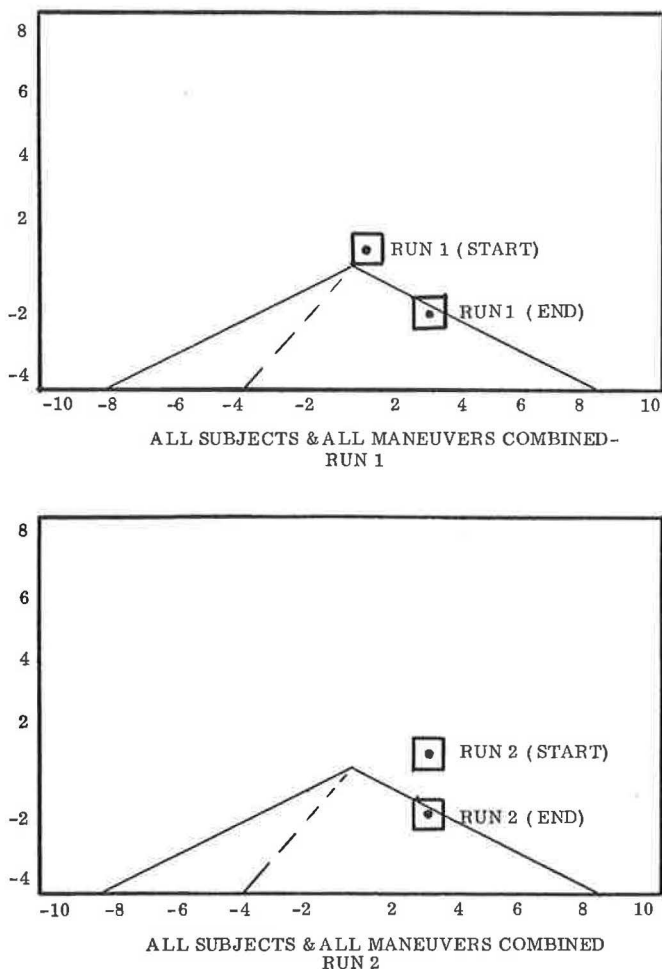 8
6
4
2
RUN 1 (START)
-2
RUN1 (END)
-4
-10 -8 -6 -4 -2 2 4 6 8 10
ALL SUBJECTS & ALL MANEUVERS COMBINED-
RUN 1
8
6
4
2
RUN 2 (START)
-2
RUN 2 (END)
-4
-10 -8 -6 -4 -2 2 4 6 8 10
ALL SUBJECTS & ALL MANEUVERS COMBINED
RUN 2